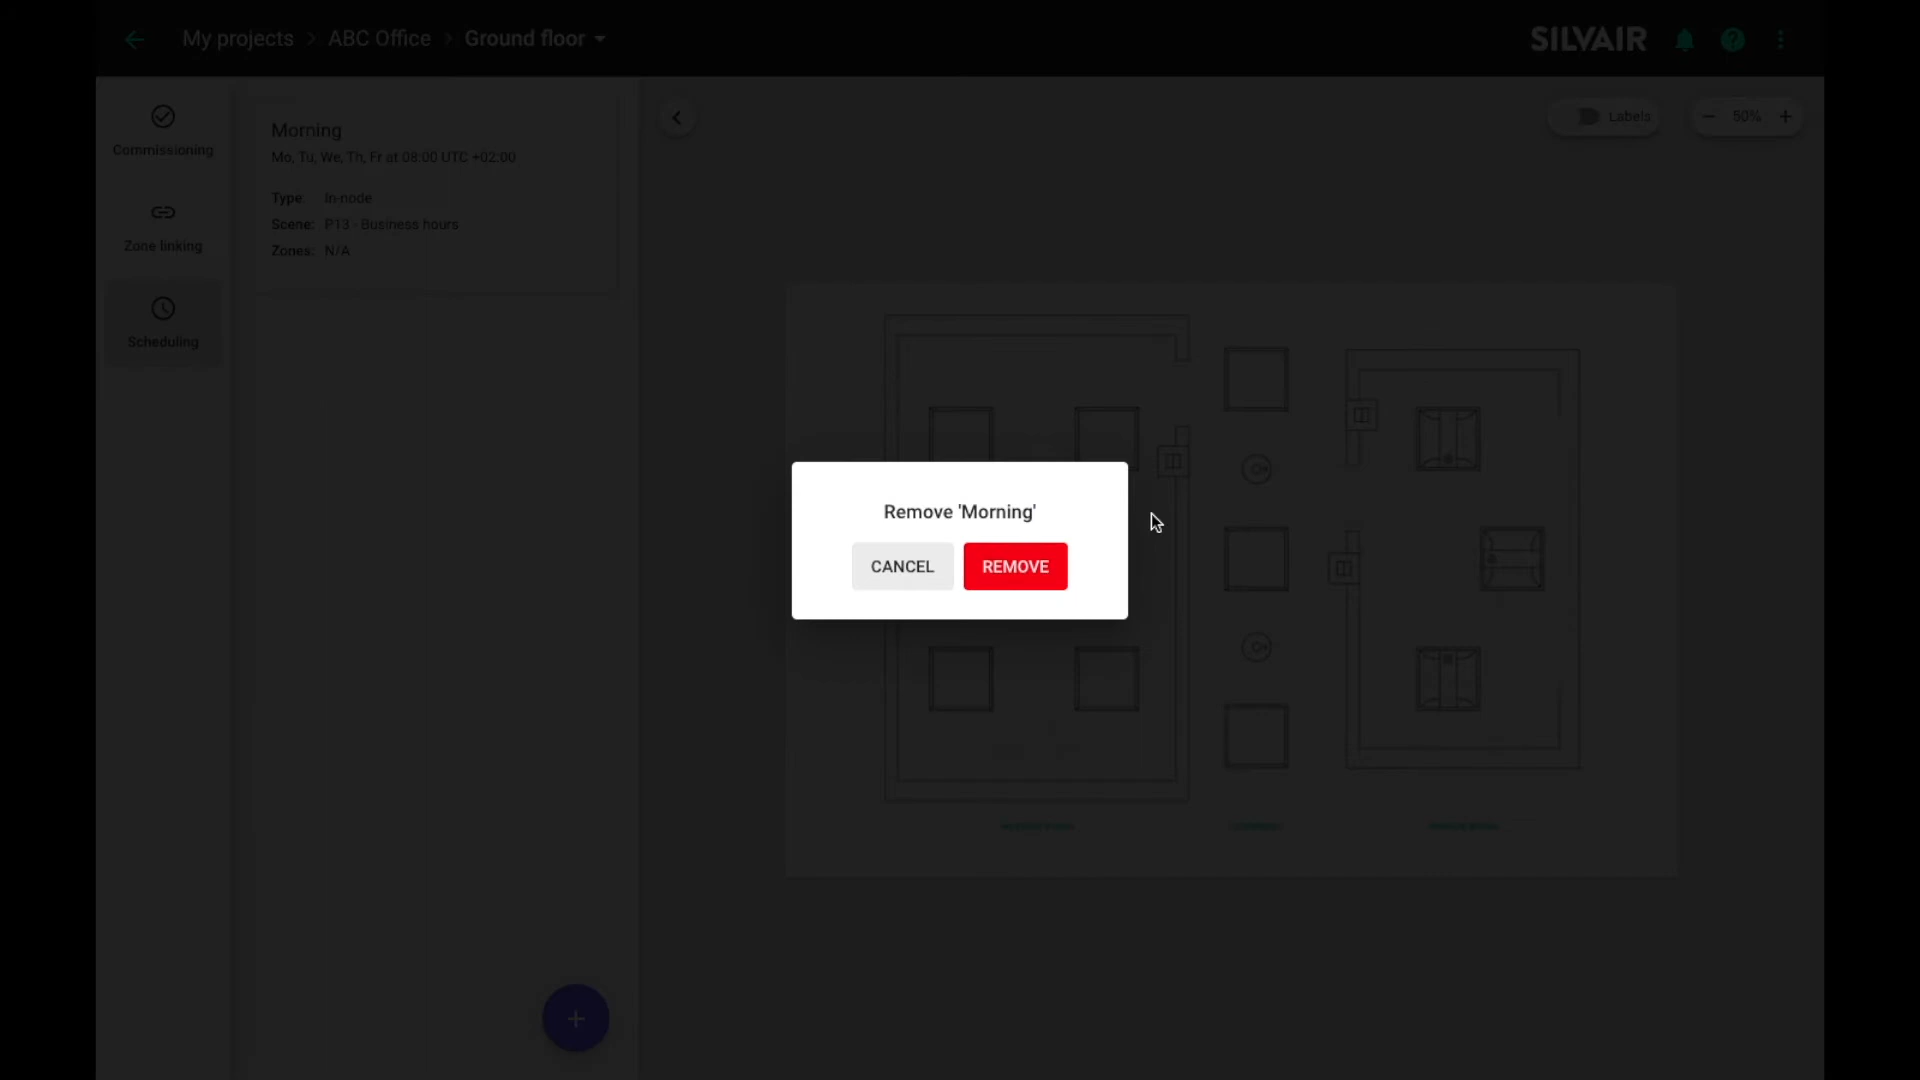 My projects > ABC Office > Ground floor
SILVAIR
Commissioning
Zone linking
Scheduling
Morning
Mo, Tu, We, Th, Fr at 08:00 UTC +02:00
Type: In-node
Scene: P13 - Business hours
Zones: N/A
Labels
− 50% +
Remove 'Morning'
CANCEL REMOVE